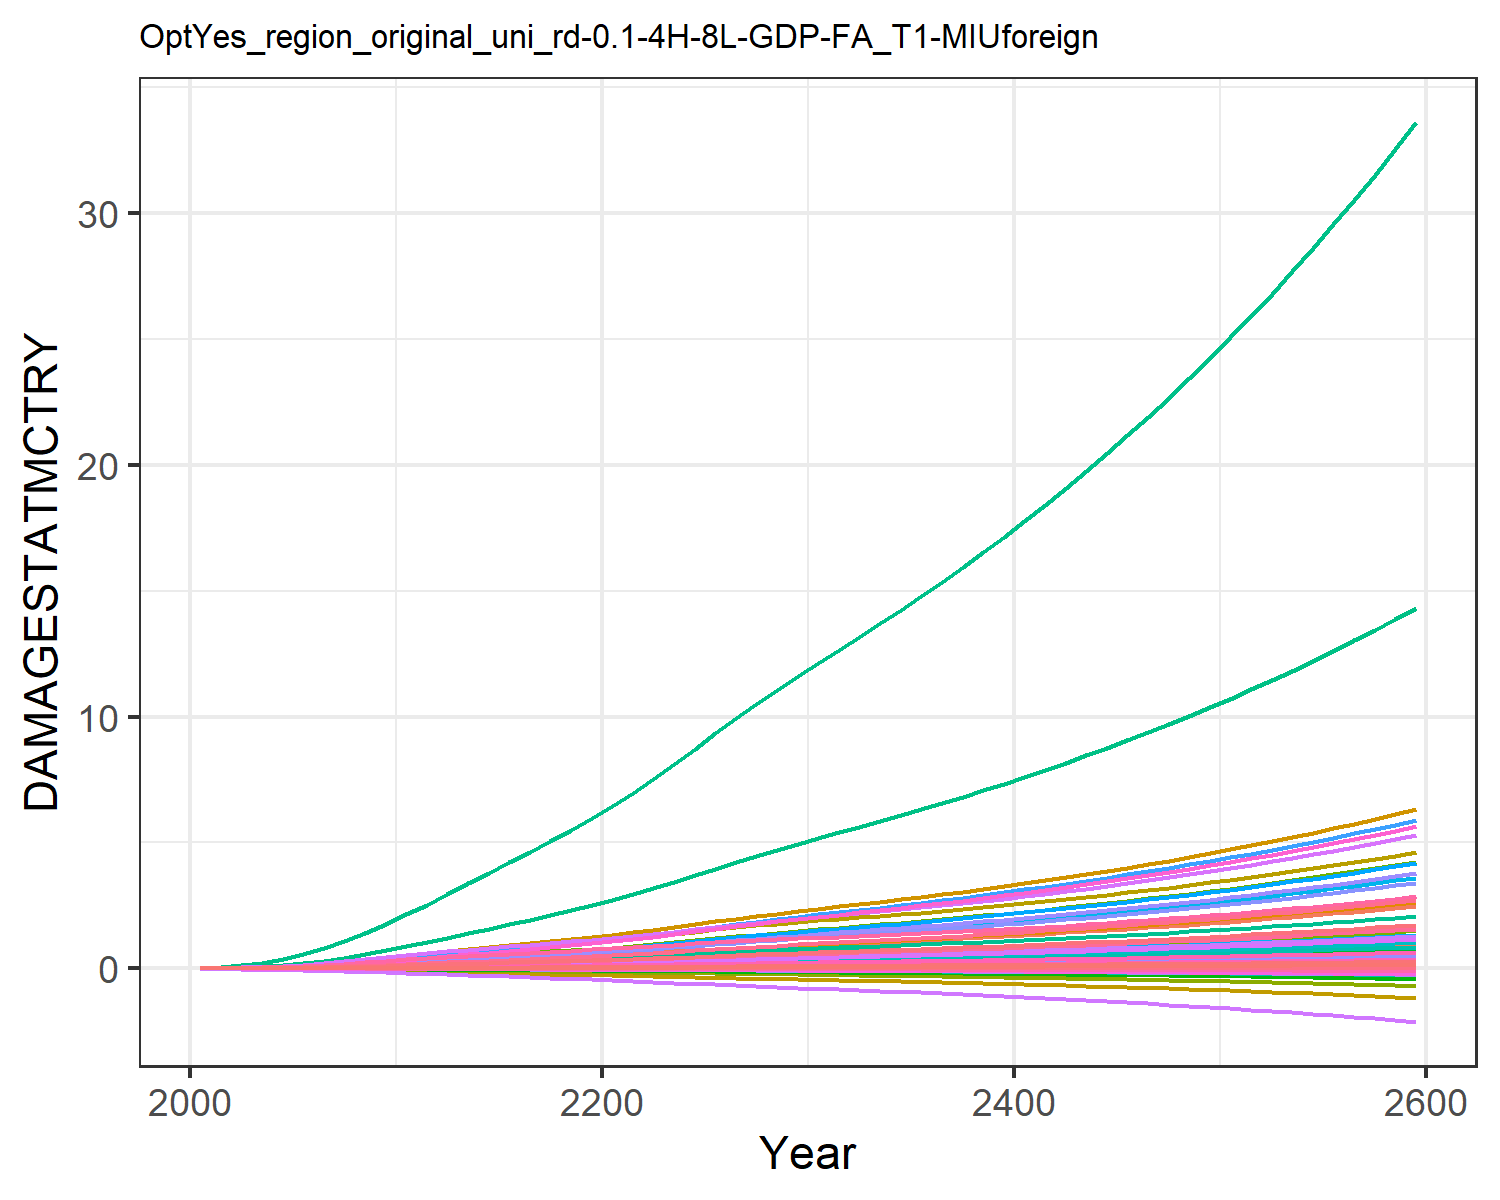 OptYes_region_original_uni_rd-0.1-4H-8L-GDP-FA_T1-MIUforeign
DAMAGESTATMCTRY
30
20
10
0
2000 2200 2400 2600
Year